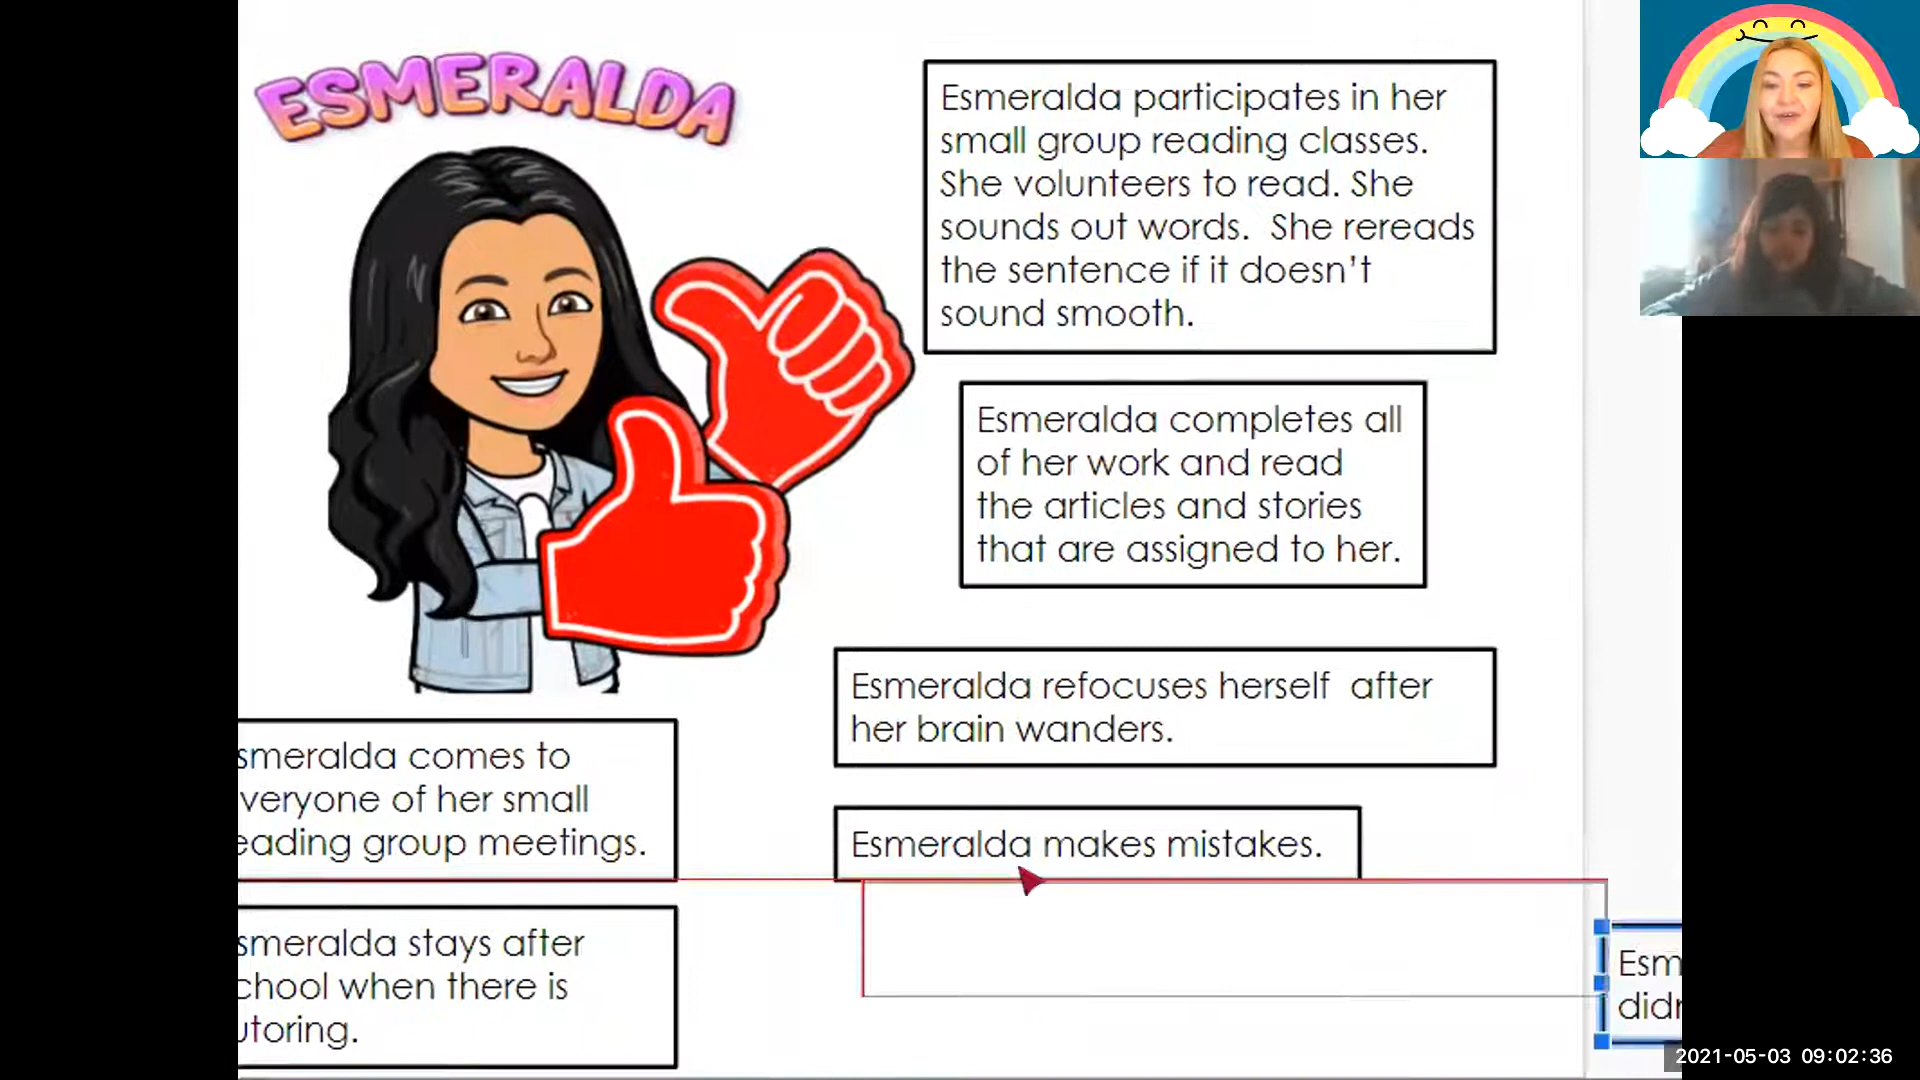 ESMERALDA
Esmeralda participates in her
small group reading classes.
She volunteers to read. She
sounds out words. She rereads
the sentence if it doesn't
sound smooth.
Esmeralda completes all
of her work and read
the articles and stories
that are assigned to her.
Esmeralda refocuses herself after
her brain wanders.
smeralda comes to
veryone of her small
eading group meetings.
Esmeralda makes mistakes.
smeralda stays after
chool when there is
utoring.
Esm
didn
2021-05-03 09:02:36